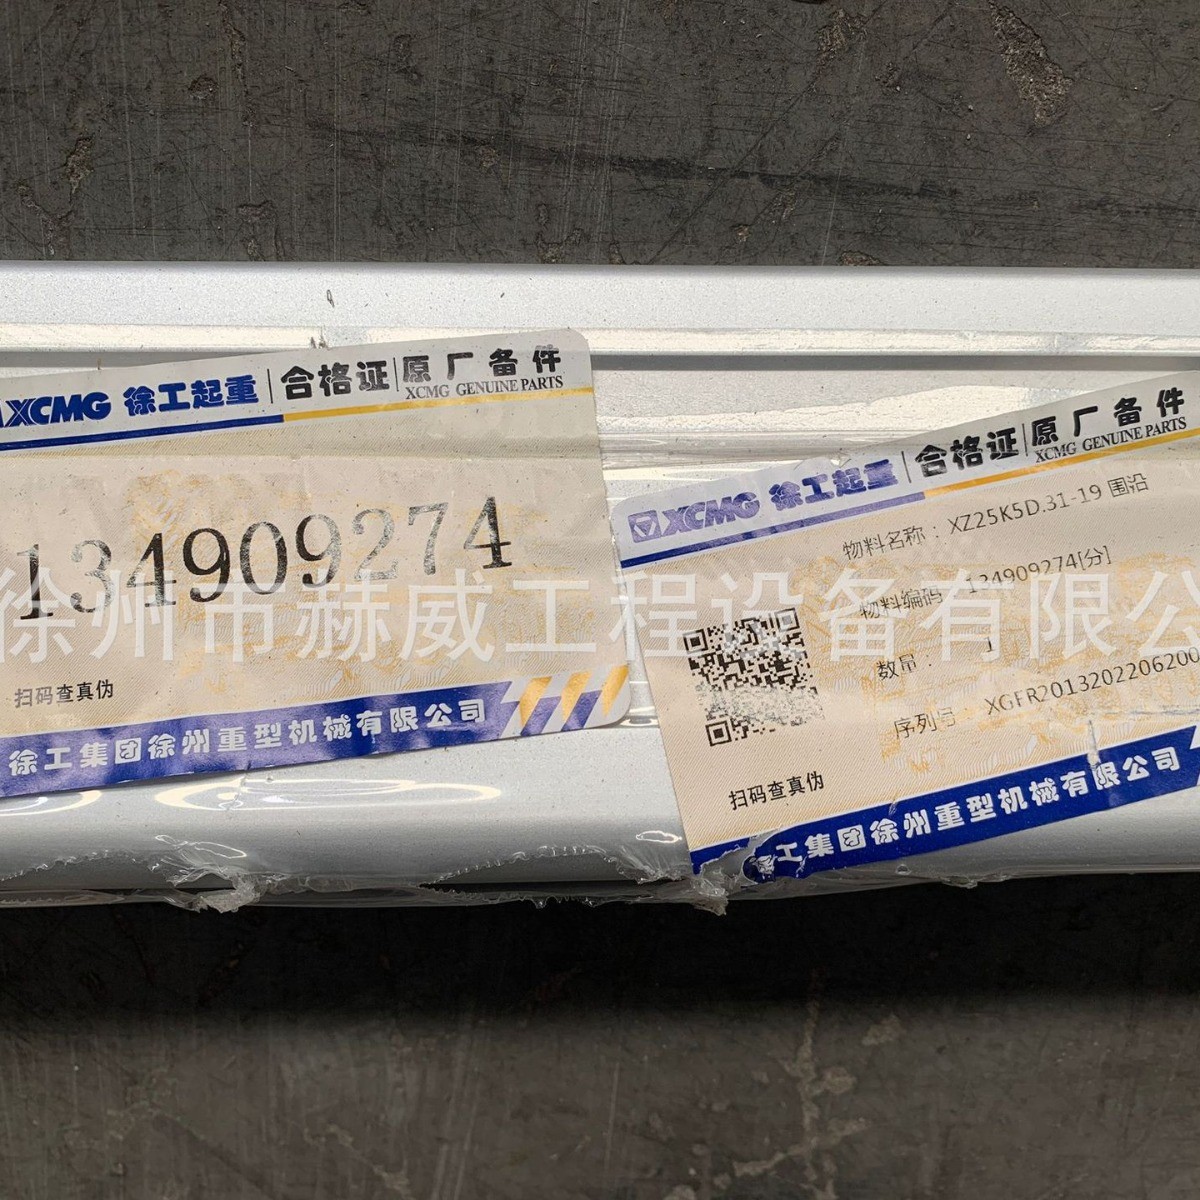 XCMG 徐工起重 合格证 原厂备件
XCMG GENUINE PARTS
134909274
扫码查真伪
徐工集团徐州重型机械有限公司
XCMG 徐工起重 合格证 原厂备件
XCMG GENUINE PARTS
物料名称：XZ25K5D.31-19 围沿
物料编码：134909274[分]
数量：1
序列号：XGFR2013202206200
扫码查真伪
徐工集团徐州重型机械有限公司
徐州市赫威工程设备有限公